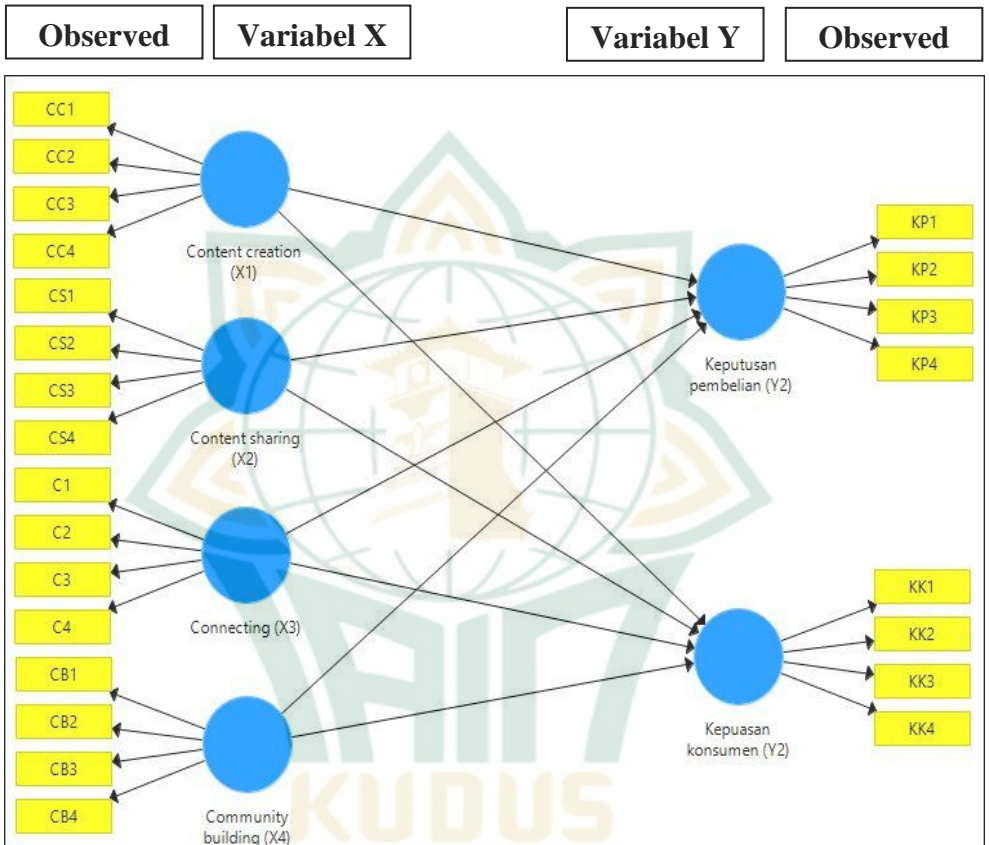 Observed
Variabel X
Variabel Y
Observed
CC1
CC2
CC3
CC4
Content creation
(X1)
CS1
CS2
CS3
CS4
Content sharing
(X2)
C1
C2
C3
C4
Connecting (X3)
CB1
CB2
CB3
CB4
Community
building (X4)
KP1
KP2
KP3
KP4
Keputusan
pembelian (Y2)
KK1
KK2
KK3
KK4
Kepuasan
konsumen (Y2)
IAIN
KUDUS